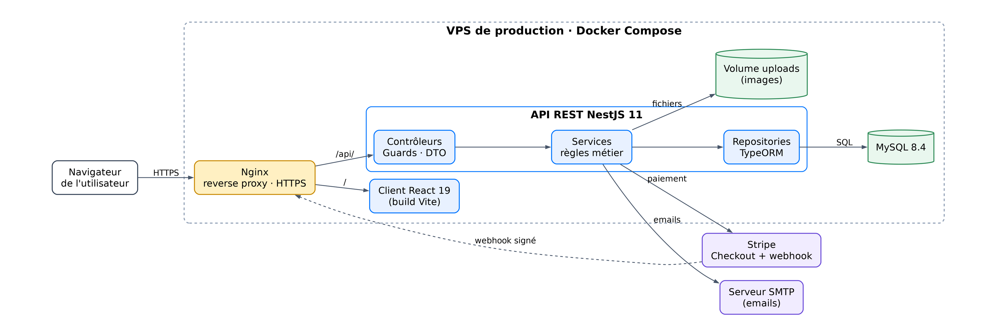 VPS de production · Docker Compose
Volume uploads
(images)
fichiers
API REST NestJS 11
Contrôleurs
Guards · DTO
Services
règles métier
Repositories
TypeORM
SQL
MySQL 8.4
/api/
Navigateur
de l'utilisateur
HTTPS
Nginx
reverse proxy · HTTPS
/
Client React 19
(build Vite)
paiement
emails
webhook signé
Stripe
Checkout + webhook
Serveur SMTP
(emails)